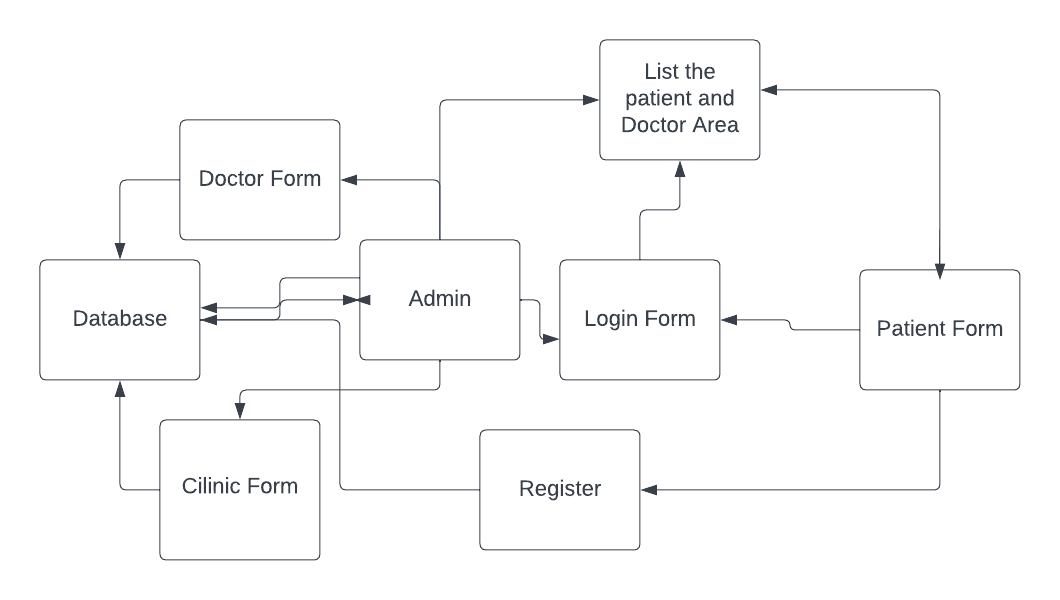 List the
patient and
Doctor Area
Doctor Form
Database
Admin
Login Form
Patient Form
Cilinic Form
Register